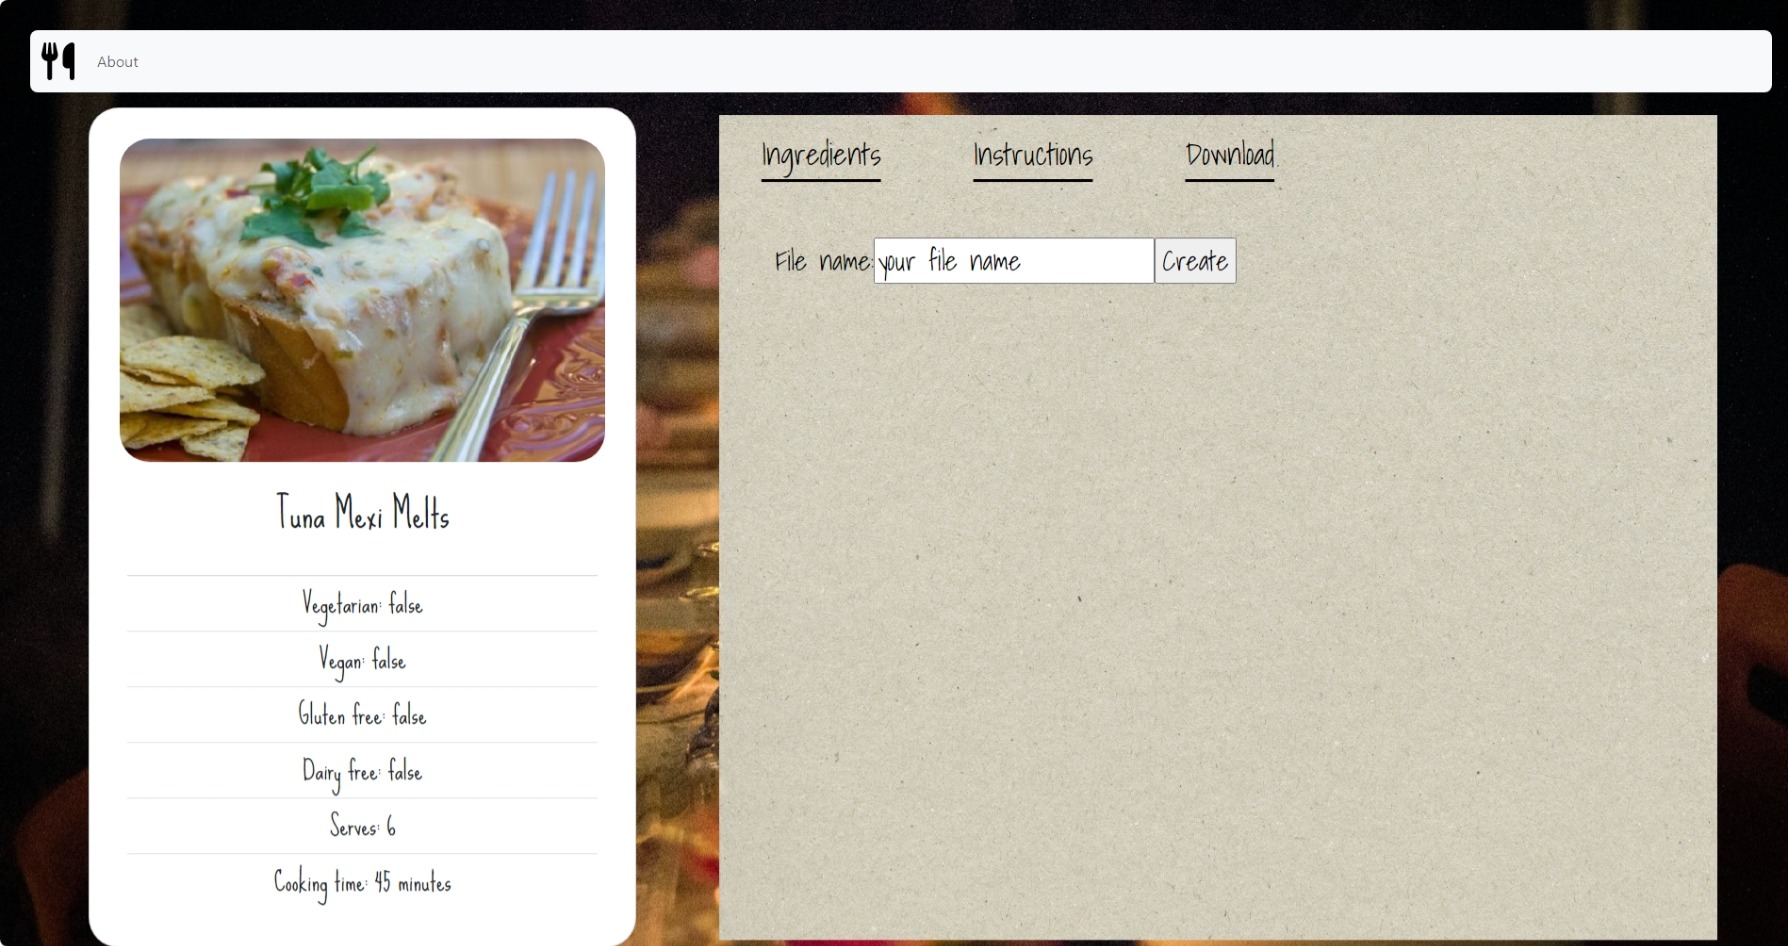 About
Tuna Mexi Melts
Vegetarian: false
Vegan: false
Gluten free: false
Dairy free: false
Serves: 6
Cooking time: 45 minutes
Ingredients Instructions Download
File name: your file name Create